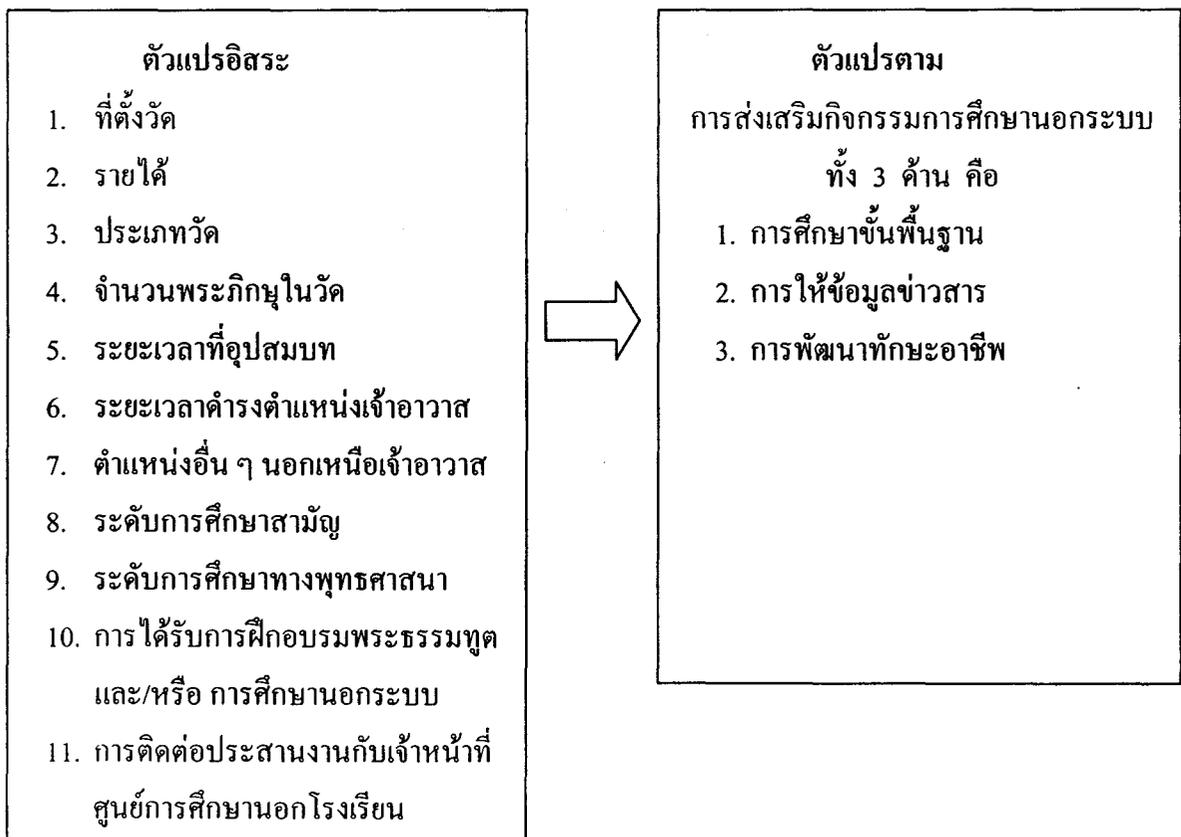 ตัวแปรอิสระ
1. ที่ตั้งวัด
2. รายได้
3. ประเภทวัด
4. จำนวนพระภิกษุในวัด
5. ระยะเวลาที่อุปสมบท
6. ระยะเวลาดำรงตำแหน่งเจ้าอาวาส
7. ตำแหน่งอื่น ๆ นอกเหนือเจ้าอาวาส
8. ระดับการศึกษาสามัญ
9. ระดับการศึกษาทางพุทธศาสนา
10. การได้รับการฝึกอบรมพระธรรมทูต
และ/หรือ การศึกษานอกระบบ
11. การติดต่อประสานงานกับเจ้าหน้าที่
ศูนย์การศึกษานอกโรงเรียน
ตัวแปรตาม
การส่งเสริมกิจกรรมการศึกษานอกระบบ
ทั้ง 3 ด้าน คือ
1. การศึกษาขั้นพื้นฐาน
2. การให้ข้อมูลข่าวสาร
3. การพัฒนาทักษะอาชีพ